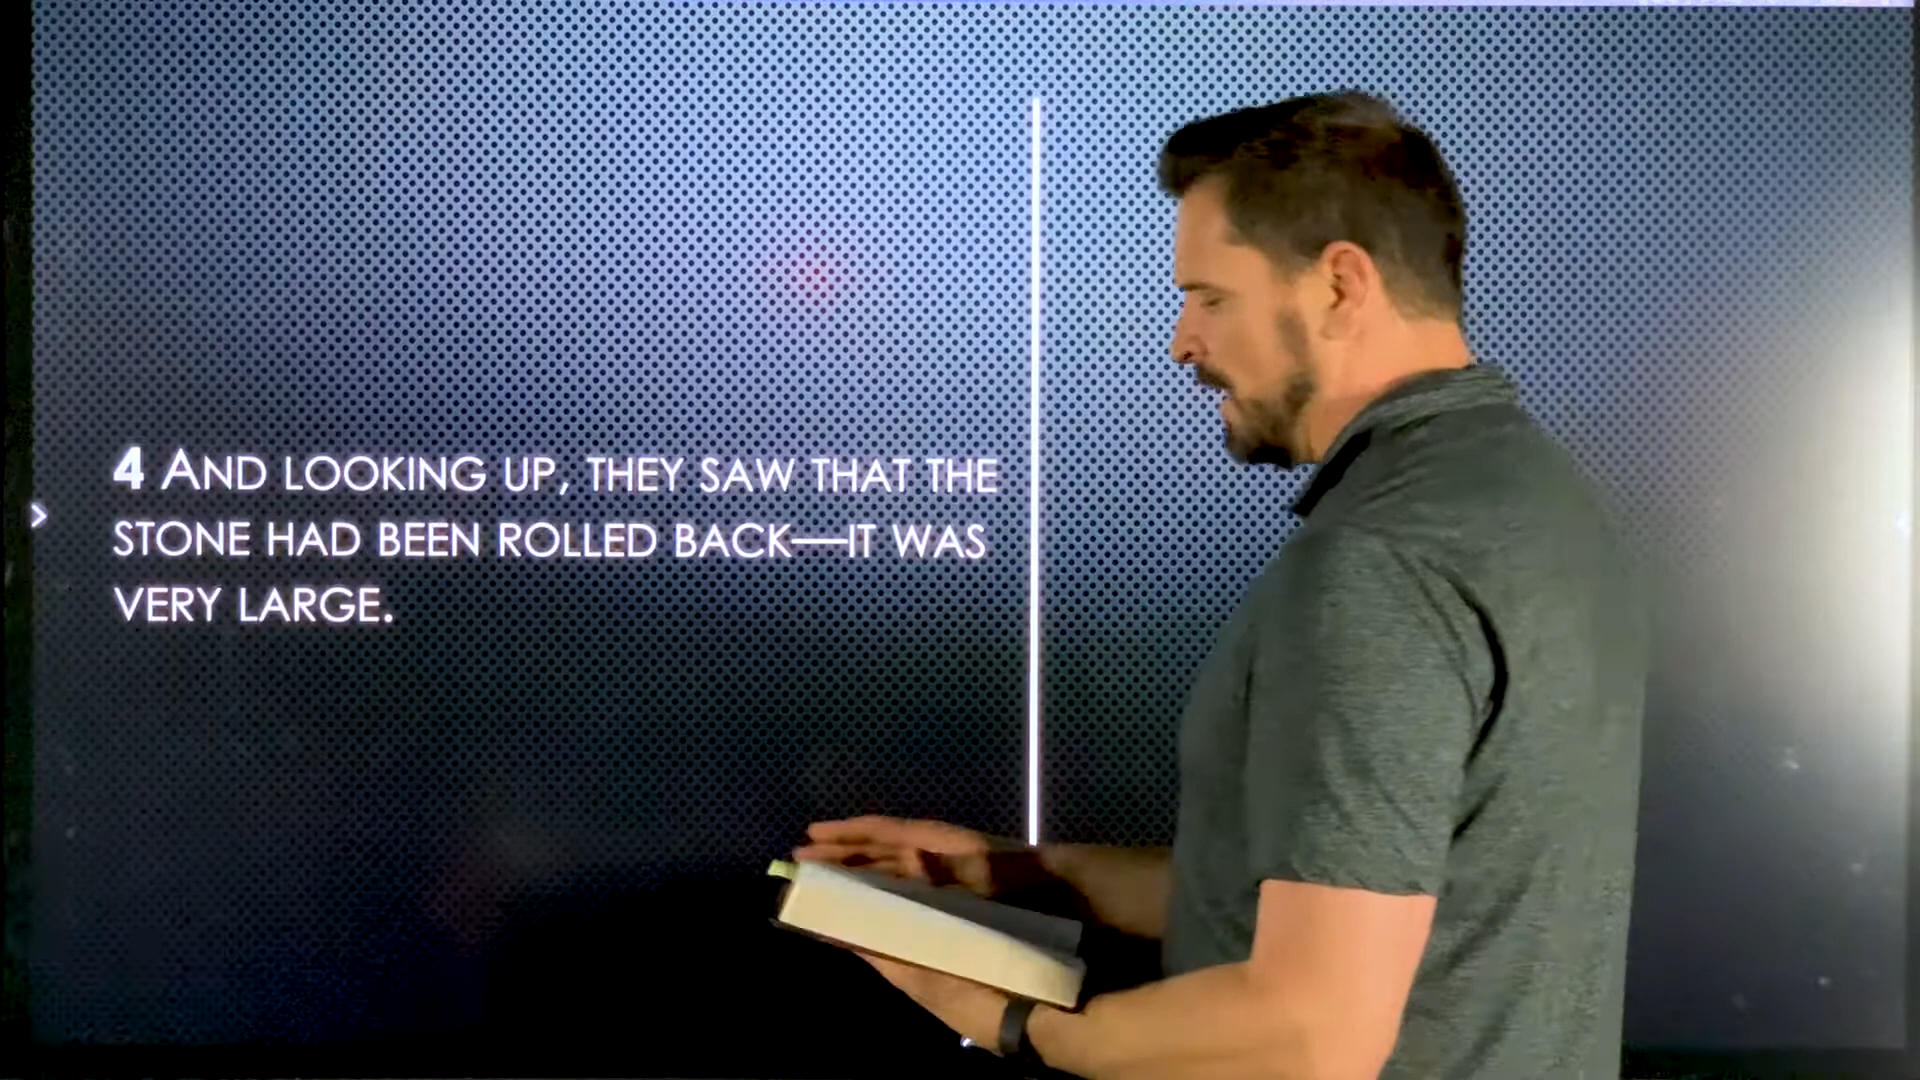 4 AND LOOKING UP, THEY SAW THAT THE
STONE HAD BEEN ROLLED BACK—IT WAS
VERY LARGE.